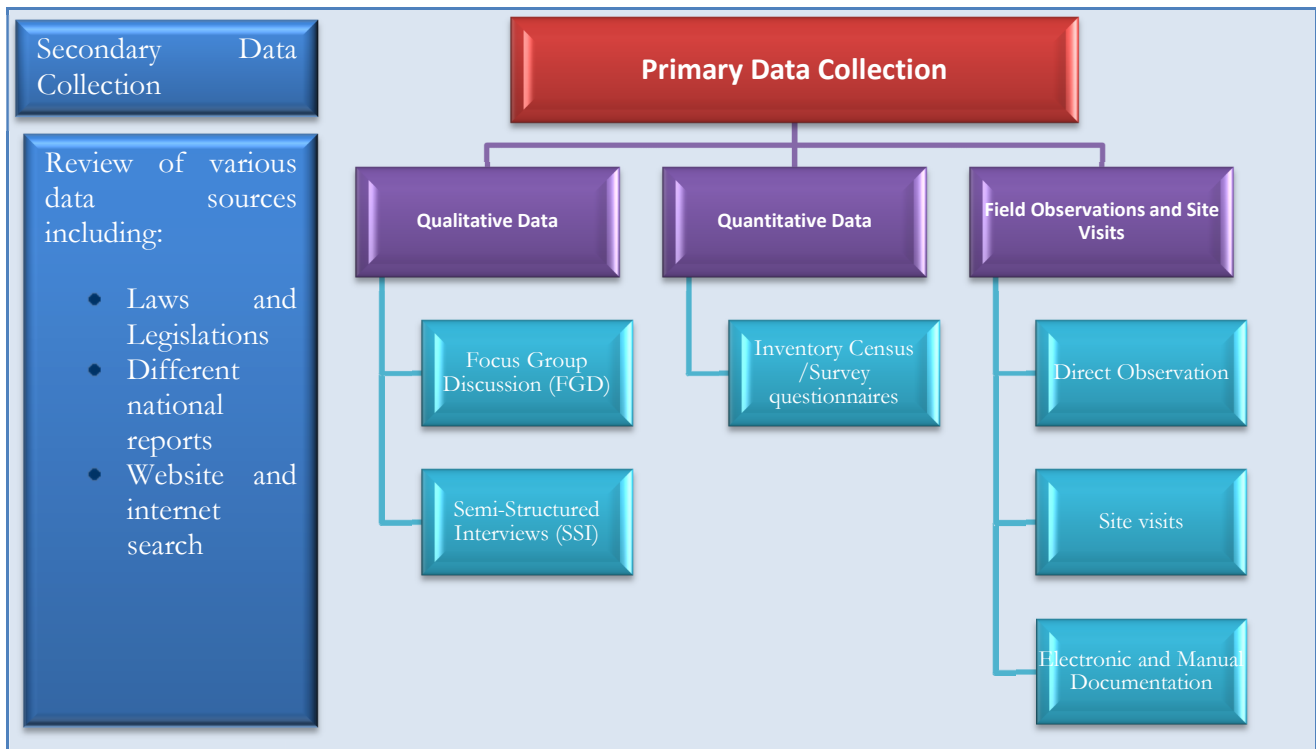 Secondary Data
Collection
Review of various
data sources
including:
• Laws and
Legislations
• Different
national
reports
• Website and
internet
search
Primary Data Collection
Qualitative Data
Focus Group
Discussion (FGD)
Semi-Structured
Interviews (SSI)
Quantitative Data
Inventory Census
/Survey
questionnaires
Field Observations and Site
Visits
Direct Observation
Site visits
Electronic and Manual
Documentation